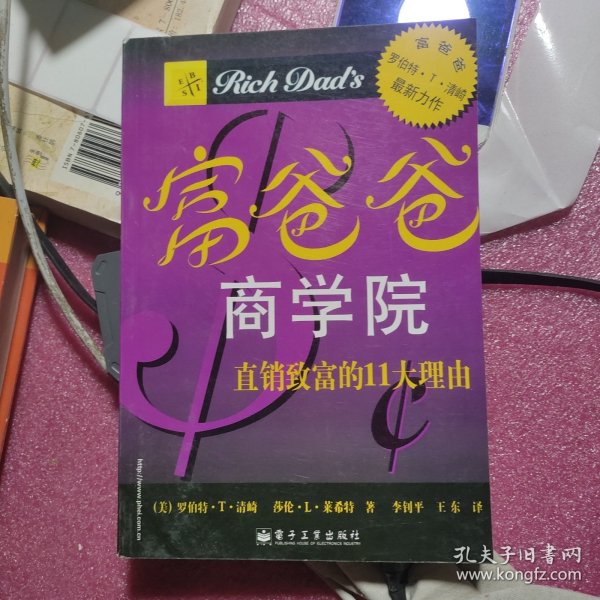 富爸爸
罗伯特·T·清崎
最新力作
E B
S I
Rich Dad's
富爸爸
商学院
直销致富的11大理由
http://www.phei.com.cn
(美) 罗伯特·T·清崎 莎伦·L·莱希特 著 李钊平 王东 译
电子工业出版社
PUBLISHING HOUSE OF ELECTRONICS INDUSTRY
孔夫子旧书网
www.kongfz.com